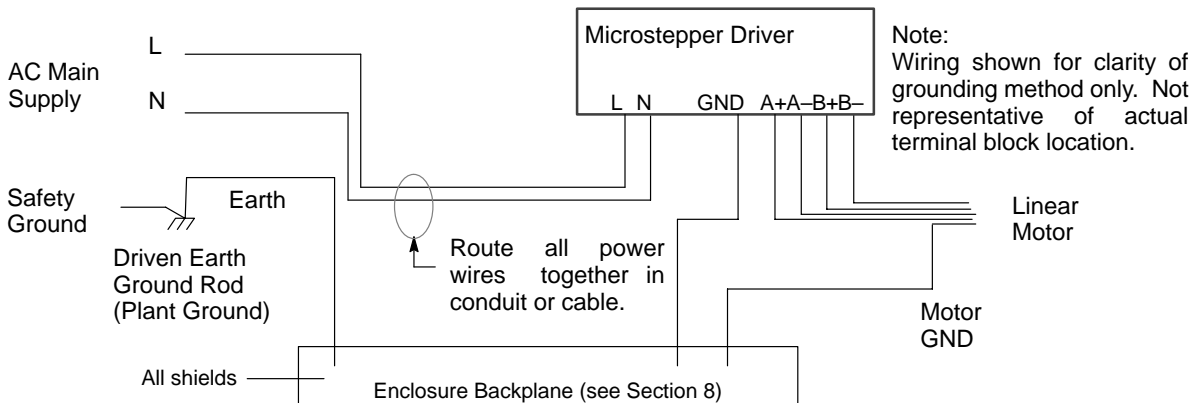 AC Main
Supply
L
N
Microstepper Driver
L N GND A+A–B+B–
Note:
Wiring shown for clarity of
grounding method only. Not
representative of actual
terminal block location.
Safety
Ground
Earth
Driven Earth
Ground Rod
(Plant Ground)
Route all power
wires together in
conduit or cable.
Linear
Motor
Motor
GND
All shields
Enclosure Backplane (see Section 8)